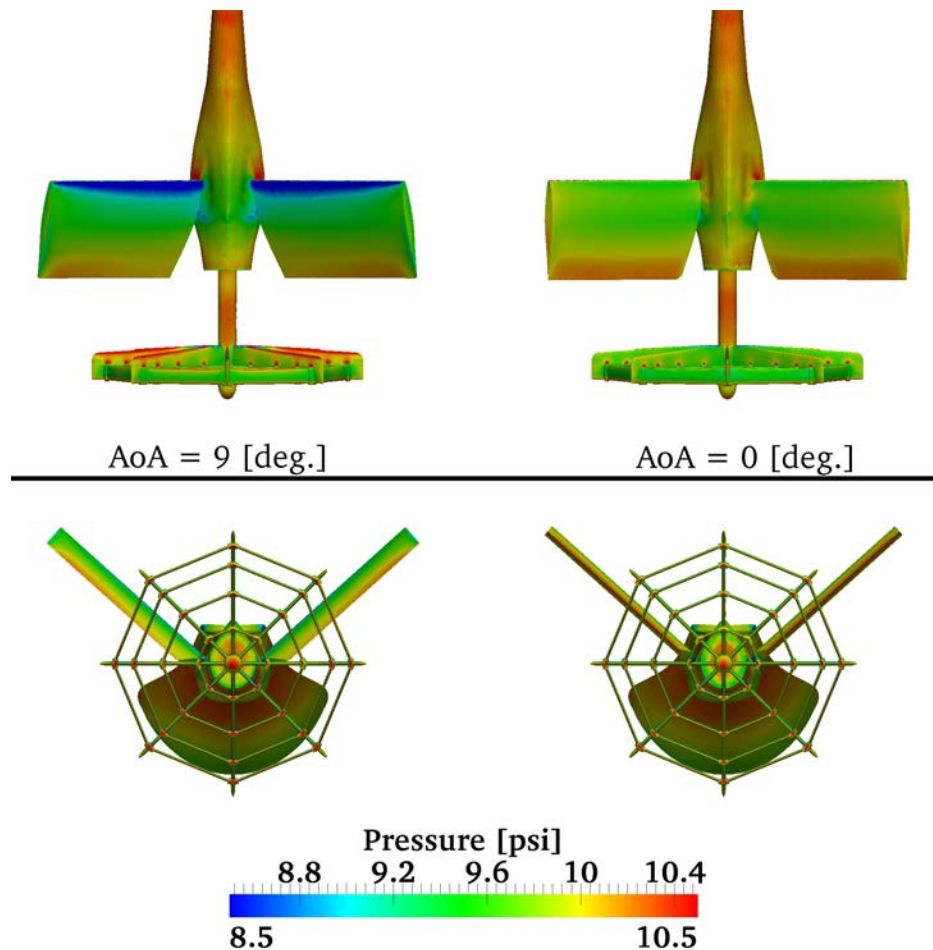 AoA = 9 [deg.]
AoA = 0 [deg.]
Pressure [psi]
8.8 9.2 9.6 10 10.4
8.5 10.5